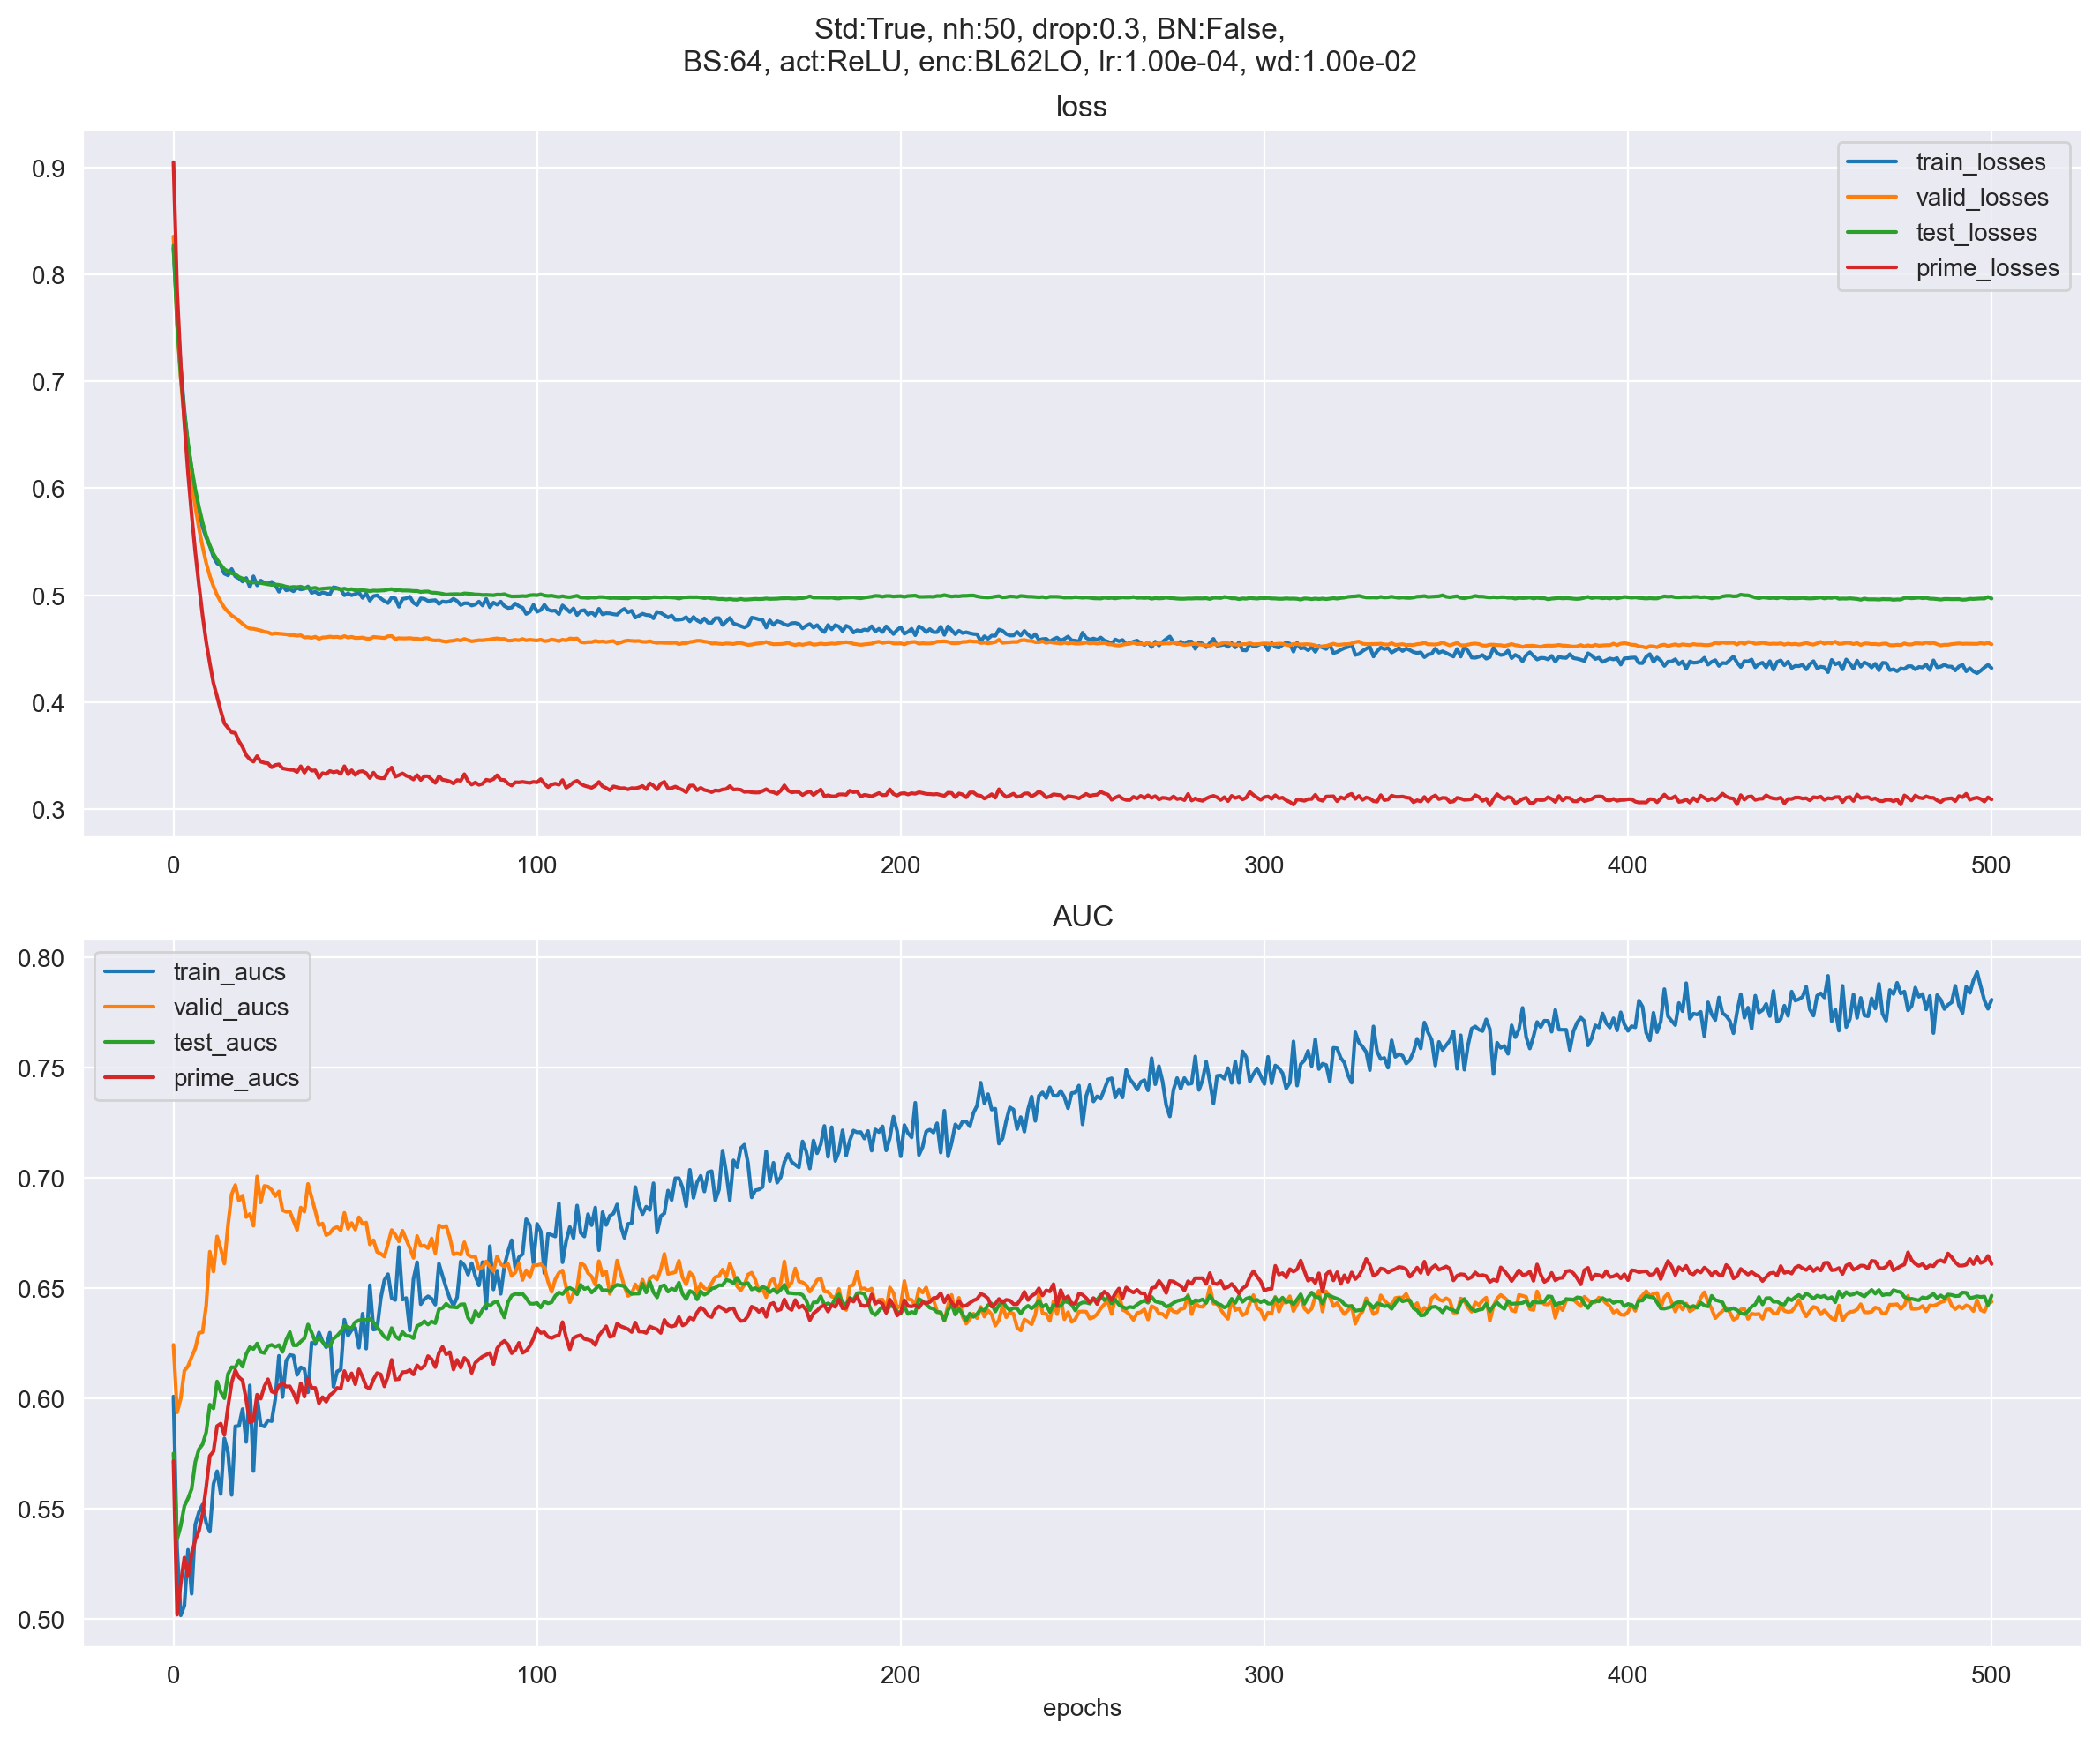 Std:True, nh:50, drop:0.3, BN:False,
BS:64, act:ReLU, enc:BL62LO, lr:1.00e-04, wd:1.00e-02
loss
0.9
0.8
0.7
0.6
0.5
0.4
0.3
train_losses
valid_losses
test_losses
prime_losses
0 100 200 300 400 500
AUC
0.80
0.75
0.70
0.65
0.60
0.55
0.50
train_aucs
valid_aucs
test_aucs
prime_aucs
0 100 200 300 400 500
epochs